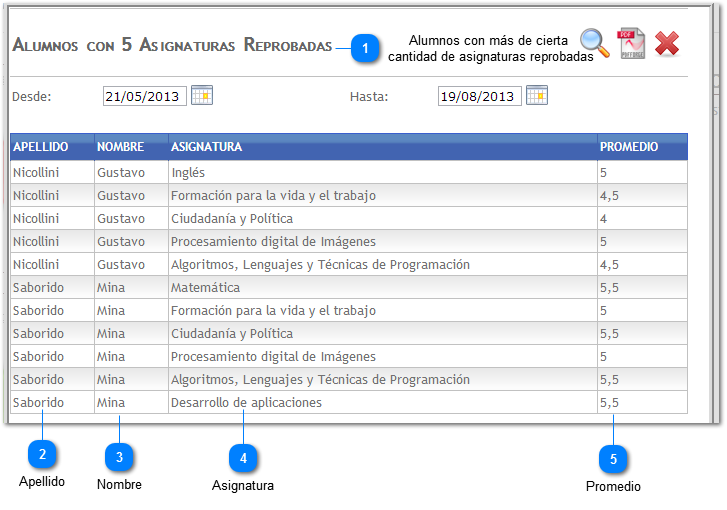 Alumnos con 5 Asignaturas Reprobadas
1
Alumnos con más de cierta
cantidad de asignaturas reprobadas
PDF
Desde: 21/05/2013 Hasta: 19/08/2013
APELLIDO NOMBRE ASIGNATURA PROMEDIO
Nicollini Gustavo Inglés 5
Nicollini Gustavo Formación para la vida y el trabajo 4,5
Nicollini Gustavo Ciudadanía y Política 4
Nicollini Gustavo Procesamiento digital de Imágenes 5
Nicollini Gustavo Algoritmos, Lenguajes y Técnicas de Programación 4,5
Saborido Mina Matemática 5,5
Saborido Mina Formación para la vida y el trabajo 5
Saborido Mina Ciudadanía y Política 5,5
Saborido Mina Procesamiento digital de Imágenes 5
Saborido Mina Algoritmos, Lenguajes y Técnicas de Programación 5,5
Saborido Mina Desarrollo de aplicaciones 5,5
2 3 4 5
Apellido Nombre Asignatura Promedio